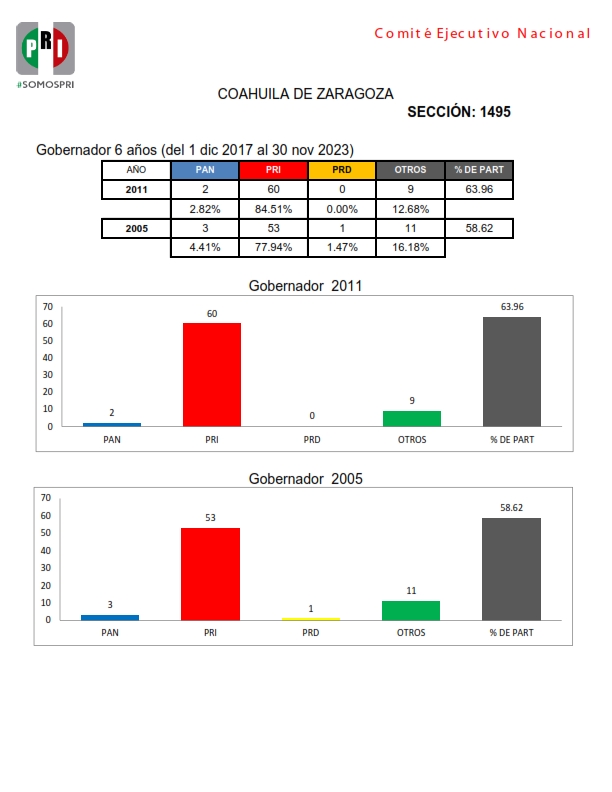 Comité Ejecutivo Nacional
PRI
#SOMOSPRI
COAHUILA DE ZARAGOZA
SECCIÓN: 1495
Gobernador 6 años (del 1 dic 2017 al 30 nov 2023)
AÑO PAN PRI PRD OTROS % DE PART
2011 2 60 0 9 63.96
2.82% 84.51% 0.00% 12.68%
2005 3 53 1 11 58.62
4.41% 77.94% 1.47% 16.18%
Gobernador 2011
70
60
50
40
30
20
10
0
2
60
0
9
63.96
PAN PRI PRD OTROS % DE PART
Gobernador 2005
70
60
50
40
30
20
10
0
3
53
1
11
58.62
PAN PRI PRD OTROS % DE PART